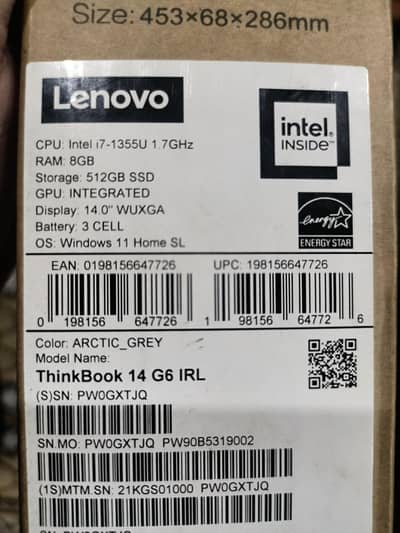 Size: 453×68×286mm
Lenovo
intel.
INSIDE™
CPU: Intel i7-1355U 1.7GHz
RAM: 8GB
Storage: 512GB SSD
GPU: INTEGRATED
Display: 14.0" WUXGA
Battery: 3 CELL
OS: Windows 11 Home SL
energy
ENERGY STAR
EAN: 0198156647726 UPC: 198156647726
0 198156 647726 1 98156 64772 6
Color: ARCTIC_GREY
Model Name:
ThinkBook 14 G6 IRL
(S)SN: PW0GXTJQ
SN.MO: PW0GXTJQ PW90B5319002
(1S)MTM.SN: 21KGS01000 PW0GXTJQ